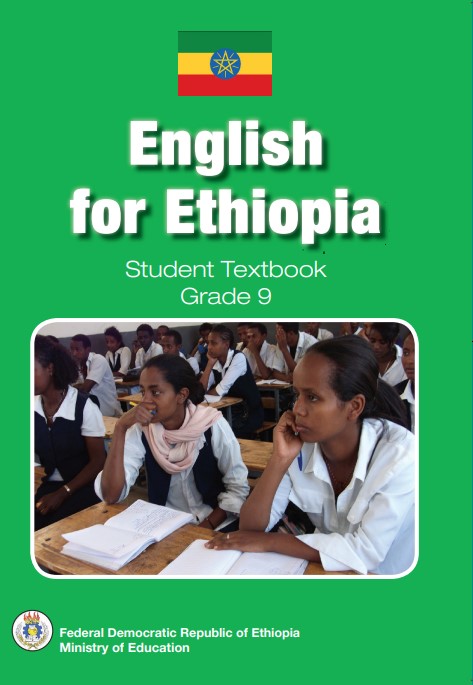 English
for Ethiopia
Student Textbook
Grade 9
Federal Democratic Republic of Ethiopia
Ministry of Education